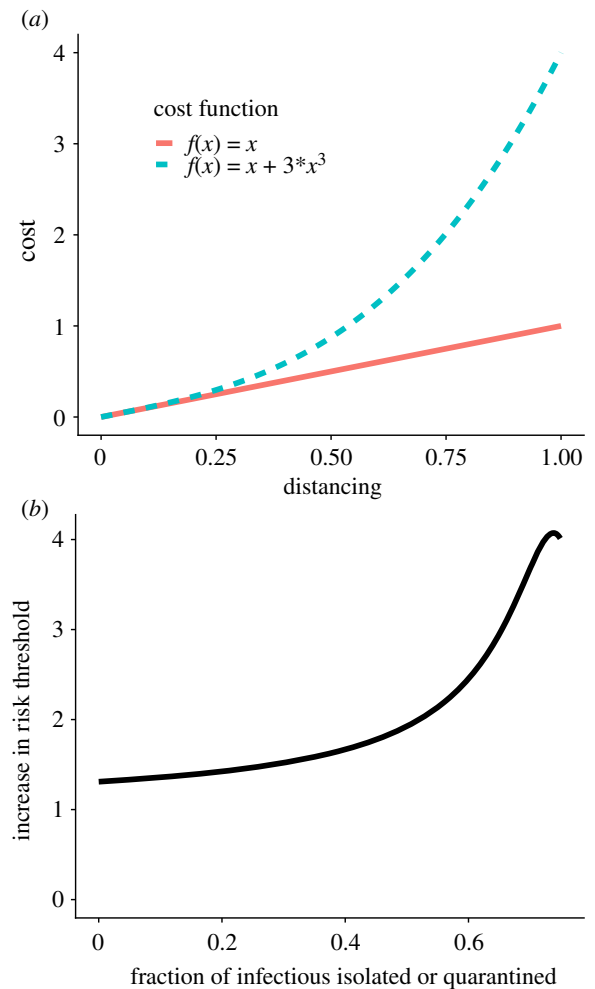 (a)
4
3
2
1
0
cost
cost function
f(x) = x
f(x) = x + 3*x³
0 0.25 0.50 0.75 1.00
distancing
(b)
4
3
2
1
0
increase in risk threshold
0 0.2 0.4 0.6
fraction of infectious isolated or quarantined